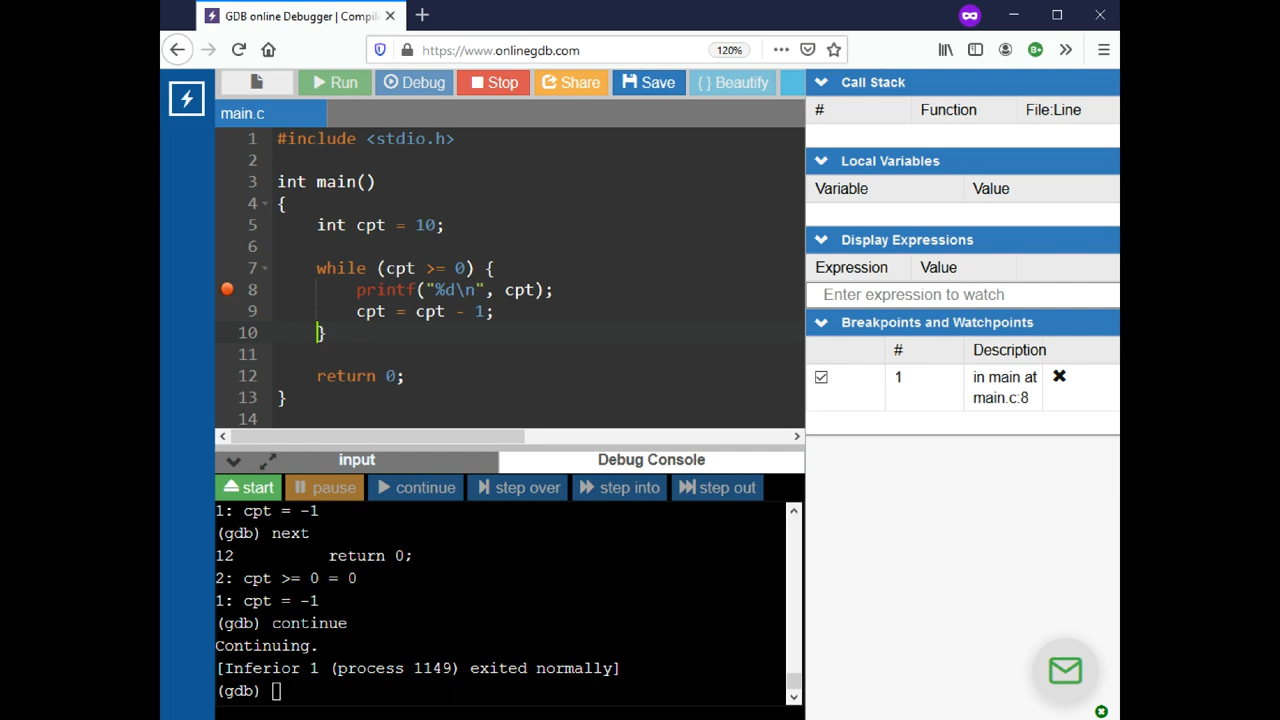 GDB online Debugger | Compil
https://www.onlinegdb.com
120%
Run
Debug
Stop
Share
Save
{ } Beautify
main.c
1 #include <stdio.h>
2
3 int main()
4 {
5 int cpt = 10;
6
7 while (cpt >= 0) {
8 printf("%d\n", cpt);
9 cpt = cpt - 1;
10 }
11
12 return 0;
13 }
14
input
Debug Console
start
pause
continue
step over
step into
step out
1: cpt = -1
(gdb) next
12 return 0;
2: cpt >= 0 = 0
1: cpt = -1
(gdb) continue
Continuing.
[Inferior 1 (process 1149) exited normally]
(gdb)
Call Stack
# Function File:Line
Local Variables
Variable Value
Display Expressions
Expression Value
Enter expression to watch
Breakpoints and Watchpoints
# Description
1 in main at
main.c:8